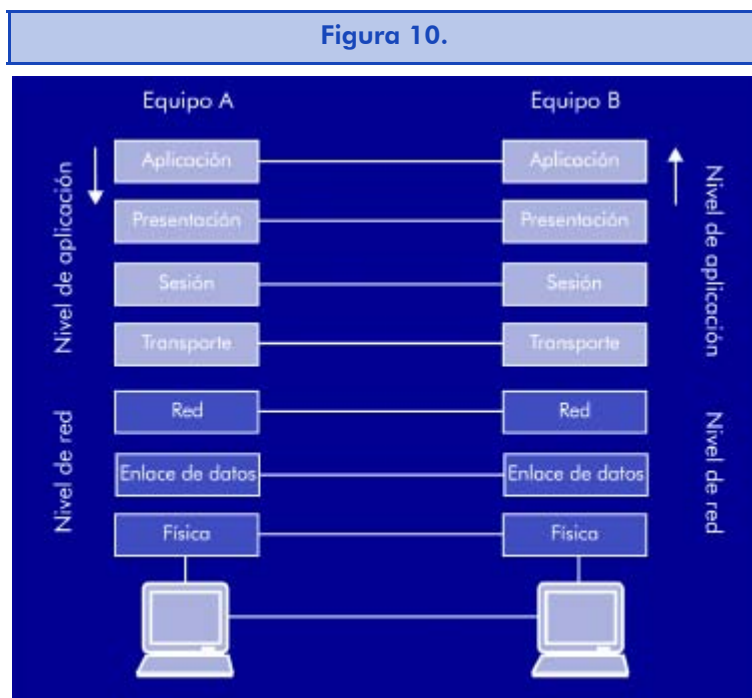 Figura 10.
Equipo A
Equipo B
Nivel de aplicación
Aplicación
Aplicación
Nivel de aplicación
Presentación
Presentación
Sesión
Sesión
Transporte
Transporte
Nivel de red
Red
Red
Nivel de red
Enlace de datos
Enlace de datos
Física
Física